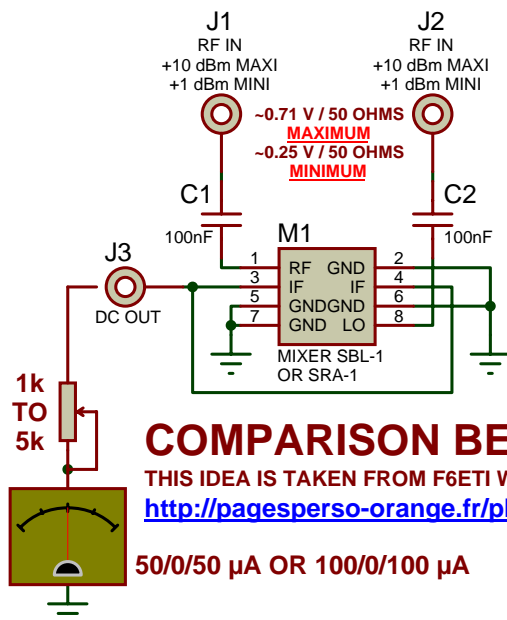 J1
RF IN
+10 dBm MAXI
+1 dBm MINI
J2
RF IN
+10 dBm MAXI
+1 dBm MINI
~0.71 V / 50 OHMS
MAXIMUM
~0.25 V / 50 OHMS
MINIMUM
C1
100nF
C2
100nF
J3
DC OUT
M1
1 RF GND 2
3 IF IF 4
5 GND GND 6
7 GND LO 8
MIXER SBL-1
OR SRA-1
1k
TO
5k
COMPARISON BE
THIS IDEA IS TAKEN FROM F6ETI W
http://pagesperso-orange.fr/pl
50/0/50 µA OR 100/0/100 µA